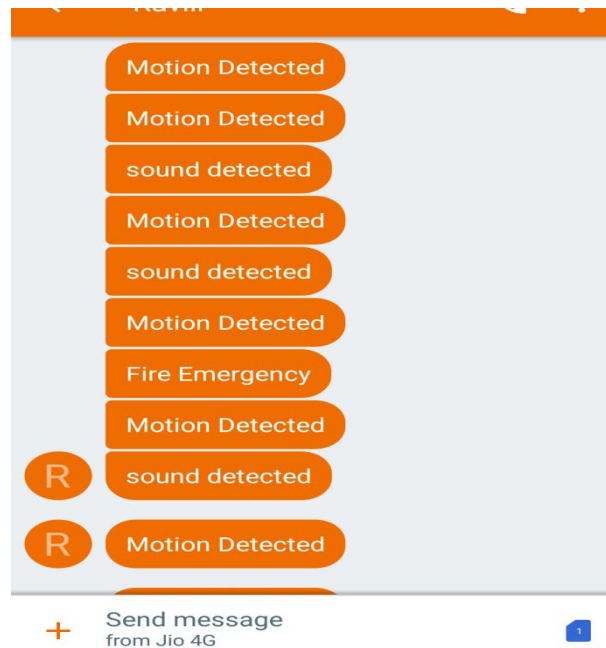 Motion Detected
Motion Detected
sound detected
Motion Detected
sound detected
Motion Detected
Fire Emergency
Motion Detected
R
sound detected
R
Motion Detected
Send message
from Jio 4G
1